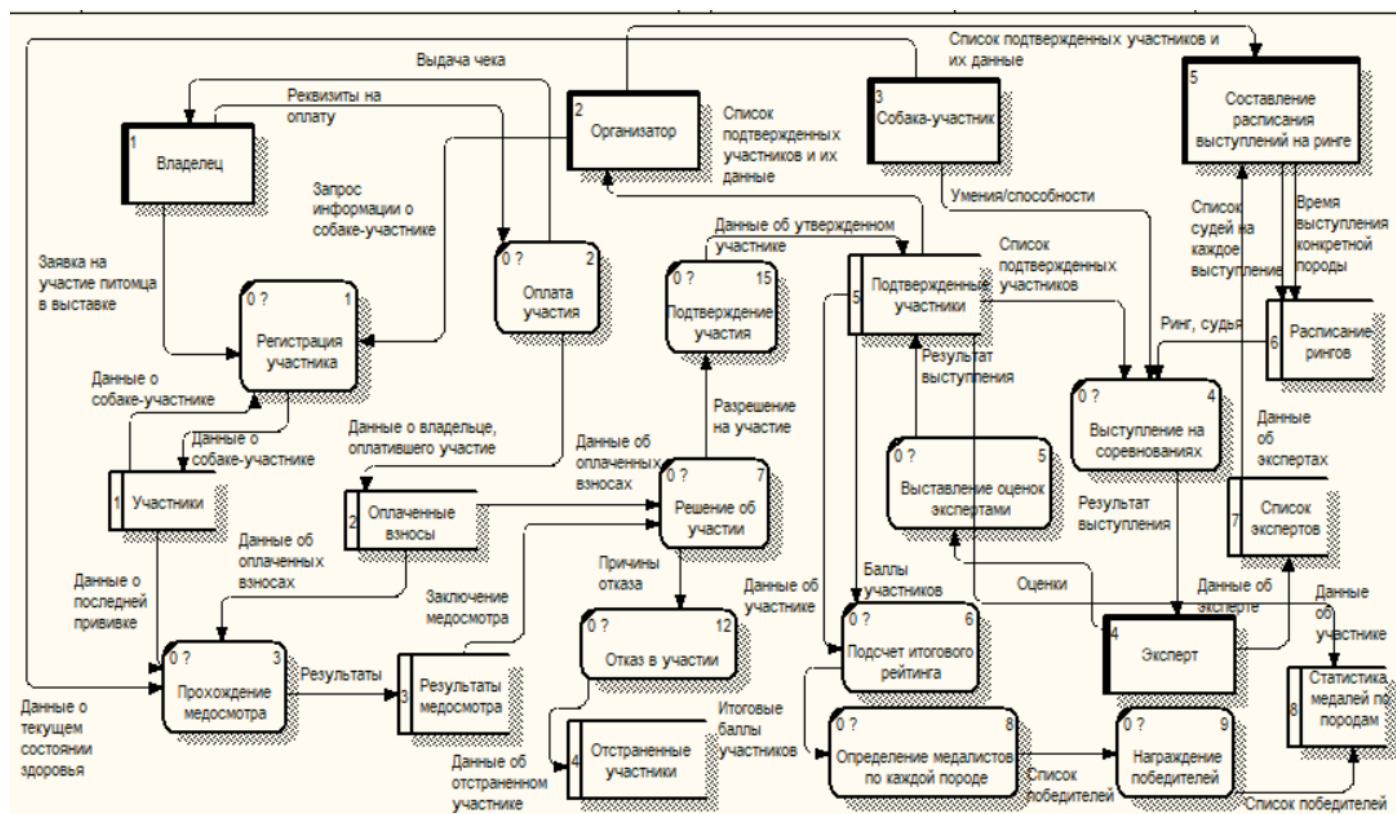 Выдача чека
Реквизиты на
оплату
1
Владелец
2
Организатор
Список
подтвержденных
участников и их
данные
3
Собака-участник
Список подтвержденных участников и
их данные
5
Составление
расписания
выступлений на ринге
Запрос
информации о
собаке-участнике
Заявка на
участие питомца
в выставке
0 ?
1
Регистрация
участника
0 ?
2
Оплата
участия
0 ?
15
Подтверждение
участия
Данные об утвержденном
участнике
5
Подтвержденные
участники
Умения/способности
Список
подтвержденных
участников
Список
судей на
каждое
выступление
Время
выступления
конкретной
породы
Ринг, судья
6
Расписание
рингов
Данные о
собаке-участнике
Данные о
собаке-участнике
Данные о владельце,
оплатившего участие
Данные об
оплаченных
взносах
Разрешение
на участие
Результат
выступления
0 ?
4
Выступление на
соревнованиях
Данные
об
экспертах
1
Участники
2
Оплаченные
взносы
0 ?
7
Решение об
участии
0 ?
5
Выставление оценок
экспертами
Результат
выступления
7
Список
экспертов
Данные о
последней
прививке
Данные об
оплаченных
взносах
Заключение
медосмотра
Причины
отказа
Данные об
участнике
Баллы
участников
Оценки
Данные об
эксперте
Данные
об
участнике
0 ?
3
Прохождение
медосмотра
Результаты
3
Результаты
медосмотра
0 ?
12
Отказ в участии
0 ?
6
Подсчет итогового
рейтинга
4
Эксперт
8
Статистика
медалей по
породам
Данные о
текущем
состоянии
здоровья
Данные об
отстраненном
участнике
4
Отстраненные
участники
Итоговые
баллы
участников
0 ?
8
Определение медалистов
по каждой породе
Список
победителей
0 ?
9
Награждение
победителей
Список победителей